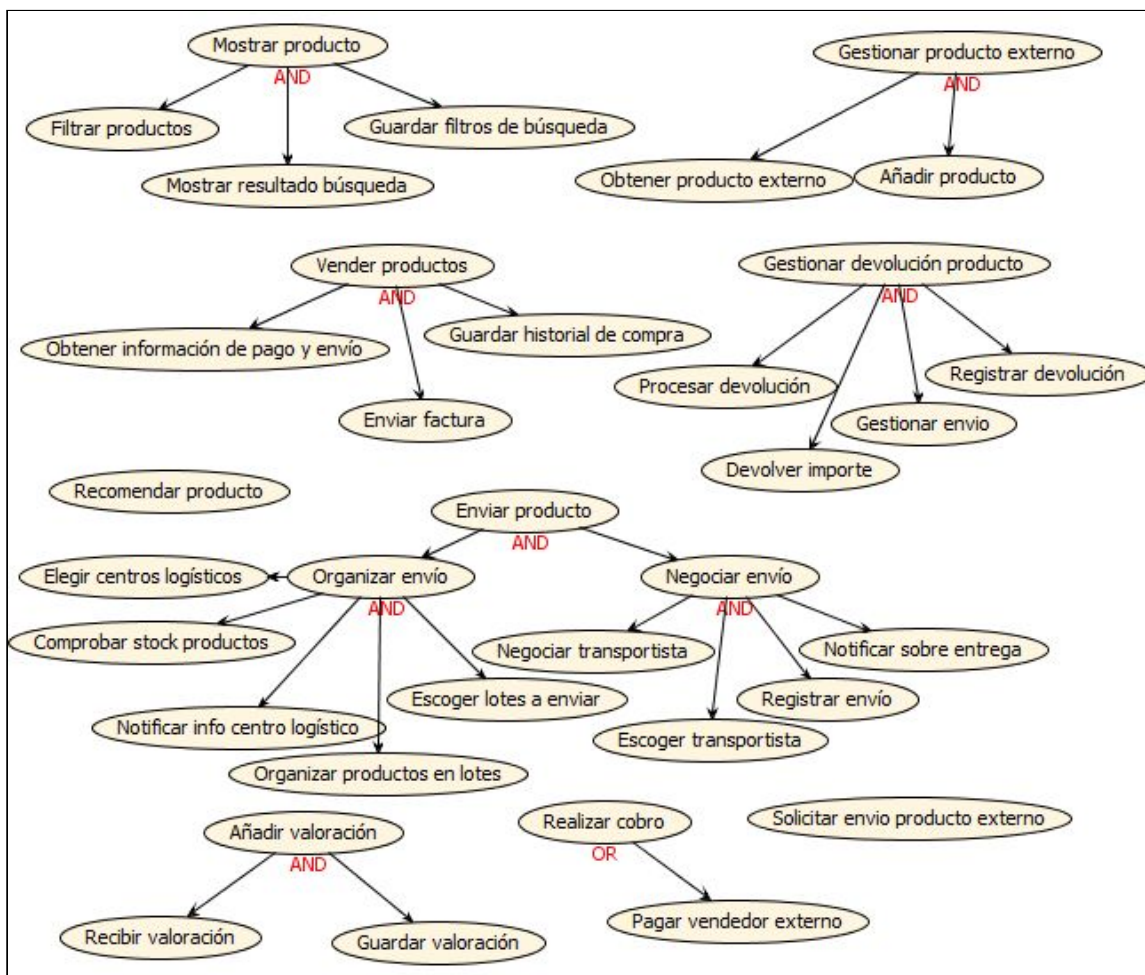 Mostrar producto
AND
Filtrar productos
Guardar filtros de búsqueda
Mostrar resultado búsqueda
Gestionar producto externo
AND
Obtener producto externo
Añadir producto
Vender productos
AND
Obtener información de pago y envío
Guardar historial de compra
Enviar factura
Gestionar devolución producto
AND
Procesar devolución
Registrar devolución
Gestionar envio
Devolver importe
Recomendar producto
Enviar producto
AND
Elegir centros logísticos
Organizar envío
AND
Negociar envío
AND
Comprobar stock productos
Negociar transportista
Notificar sobre entrega
Escoger lotes a enviar
Registrar envío
Notificar info centro logístico
Escoger transportista
Organizar productos en lotes
Añadir valoración
AND
Recibir valoración
Guardar valoración
Realizar cobro
OR
Pagar vendedor externo
Solicitar envio producto externo